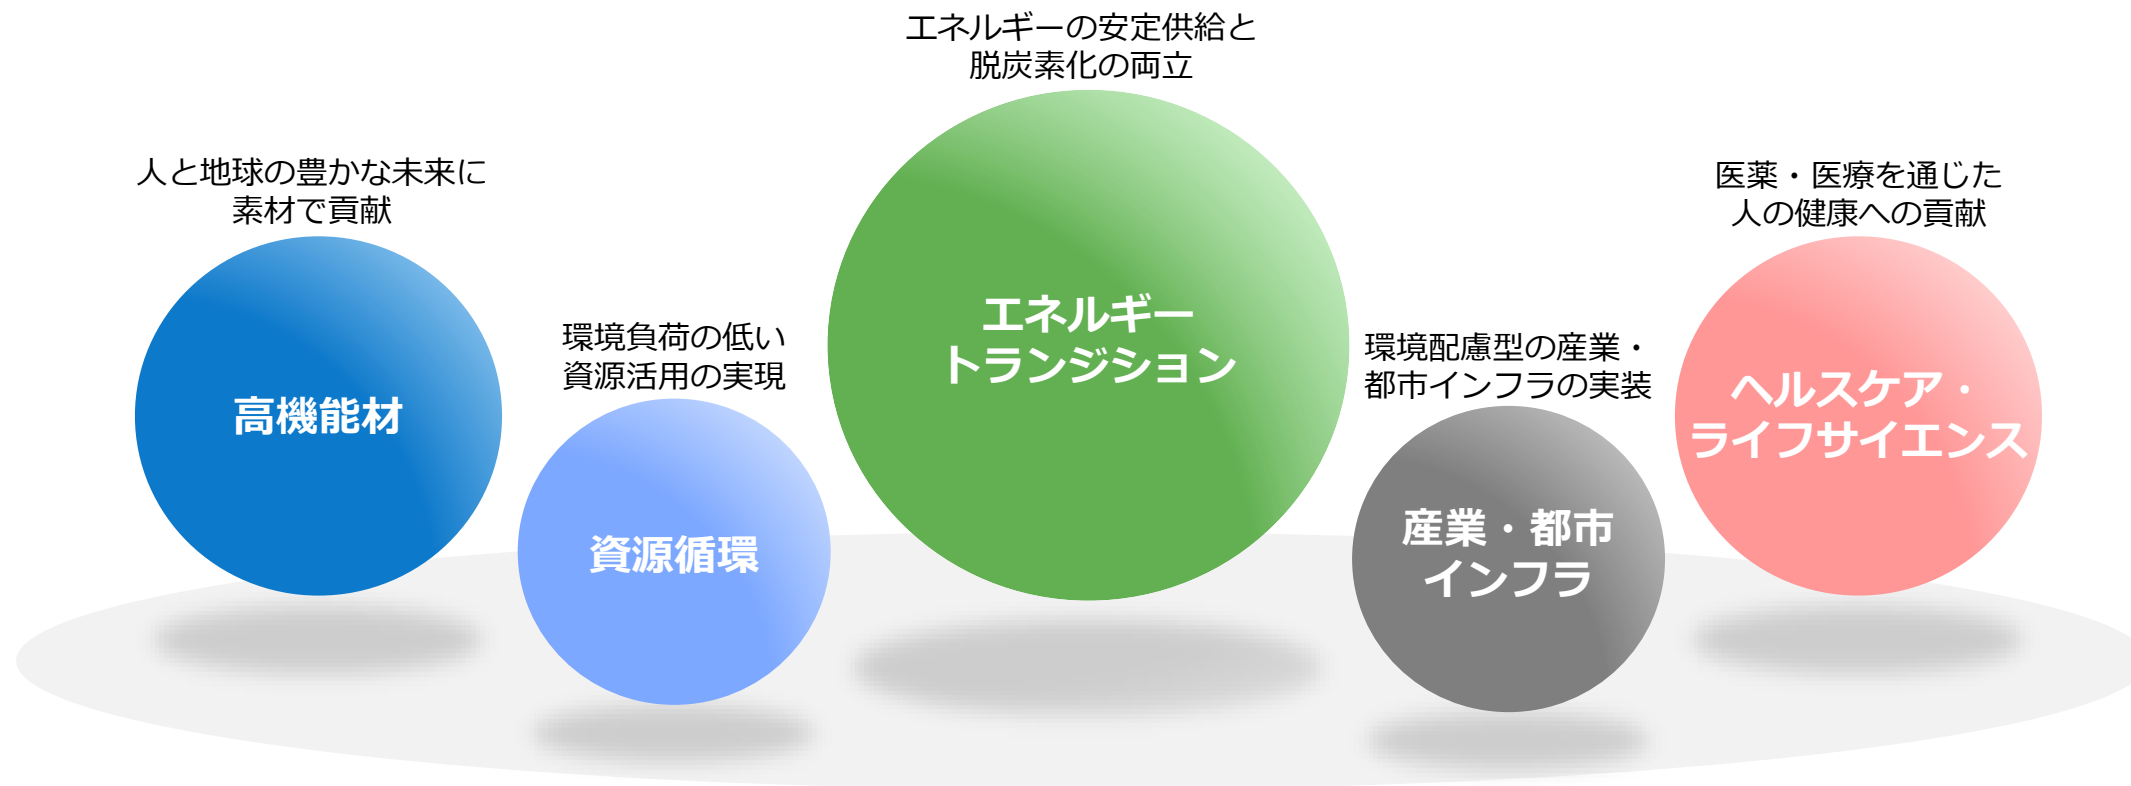 エネルギーの安定供給と
脱炭素化の両立
人と地球の豊かな未来に
素材で貢献
医薬・医療を通じた
人の健康への貢献
環境負荷の低い
資源活用の実現
エネルギー
トランジション
環境配慮型の産業・
都市インフラの実装
高機能材
ヘルスケア・
ライフサイエンス
資源循環
産業・都市
インフラ